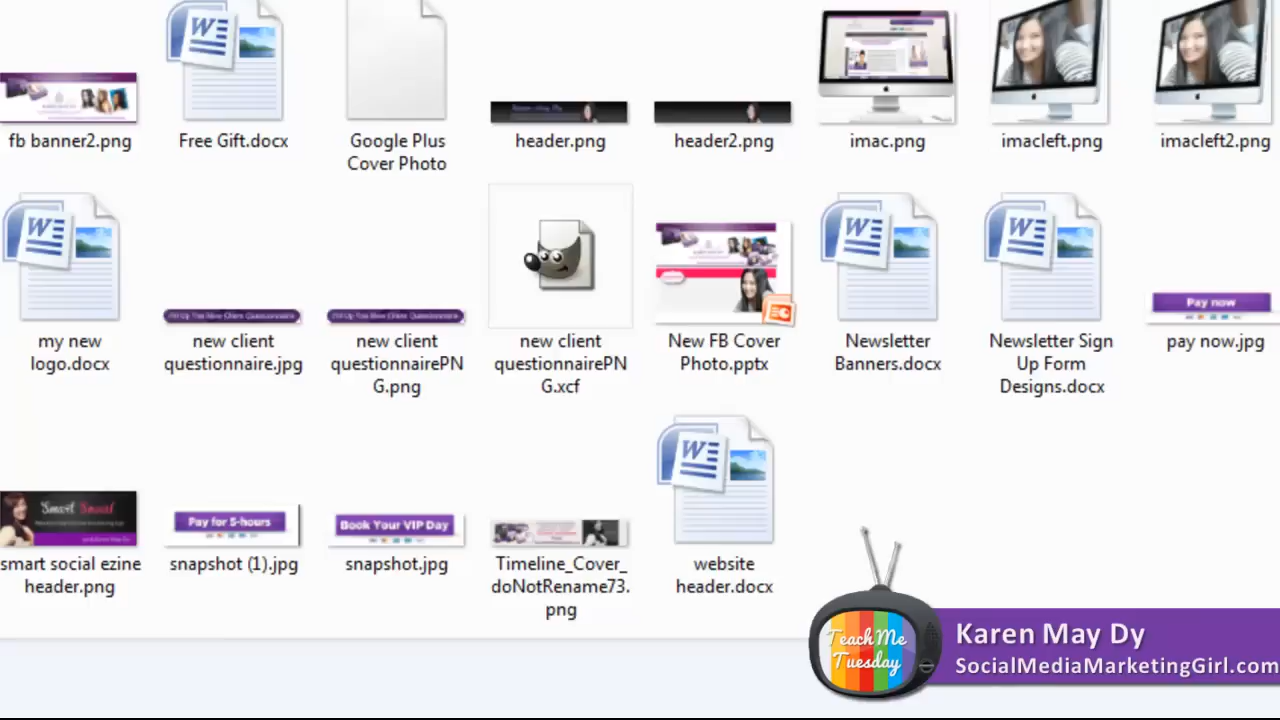 fb banner2.png
Free Gift.docx
Google Plus
Cover Photo
header.png
header2.png
imac.png
imacleft.png
imacleft2.png
my new
logo.docx
new client
questionnaire.jpg
new client
questionnairePN
G.png
new client
questionnairePN
G.xcf
New FB Cover
Photo.pptx
Newsletter
Banners.docx
Newsletter Sign
Up Form
Designs.docx
Pay now
pay now.jpg
Smart Social
smart social ezine
header.png
Pay for 5-hours
snapshot (1).jpg
Book Your VIP Day
snapshot.jpg
Timeline_Cover_
doNotRename73.
png
website
header.docx
Teach Me
Tuesday
Karen May Dy
SocialMediaMarketingGirl.com